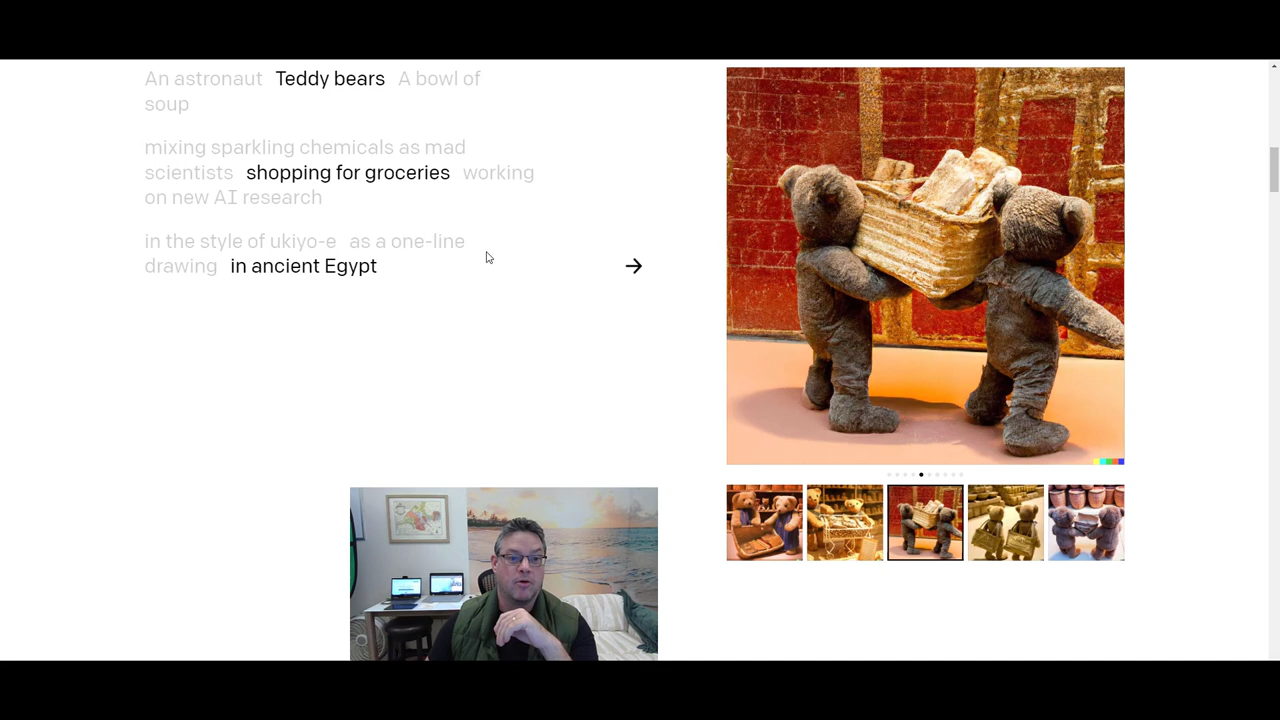 An astronaut Teddy bears A bowl of
soup
mixing sparkling chemicals as mad
scientists shopping for groceries working
on new AI research
in the style of ukiyo-e as a one-line
drawing in ancient Egypt